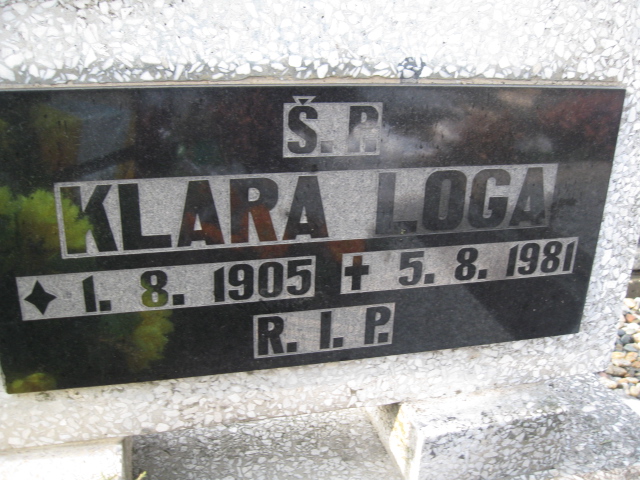 Š. P.
KLARA LOGA
✦ 1. 8. 1905 ✝ 5. 8. 1981
R. I. P.